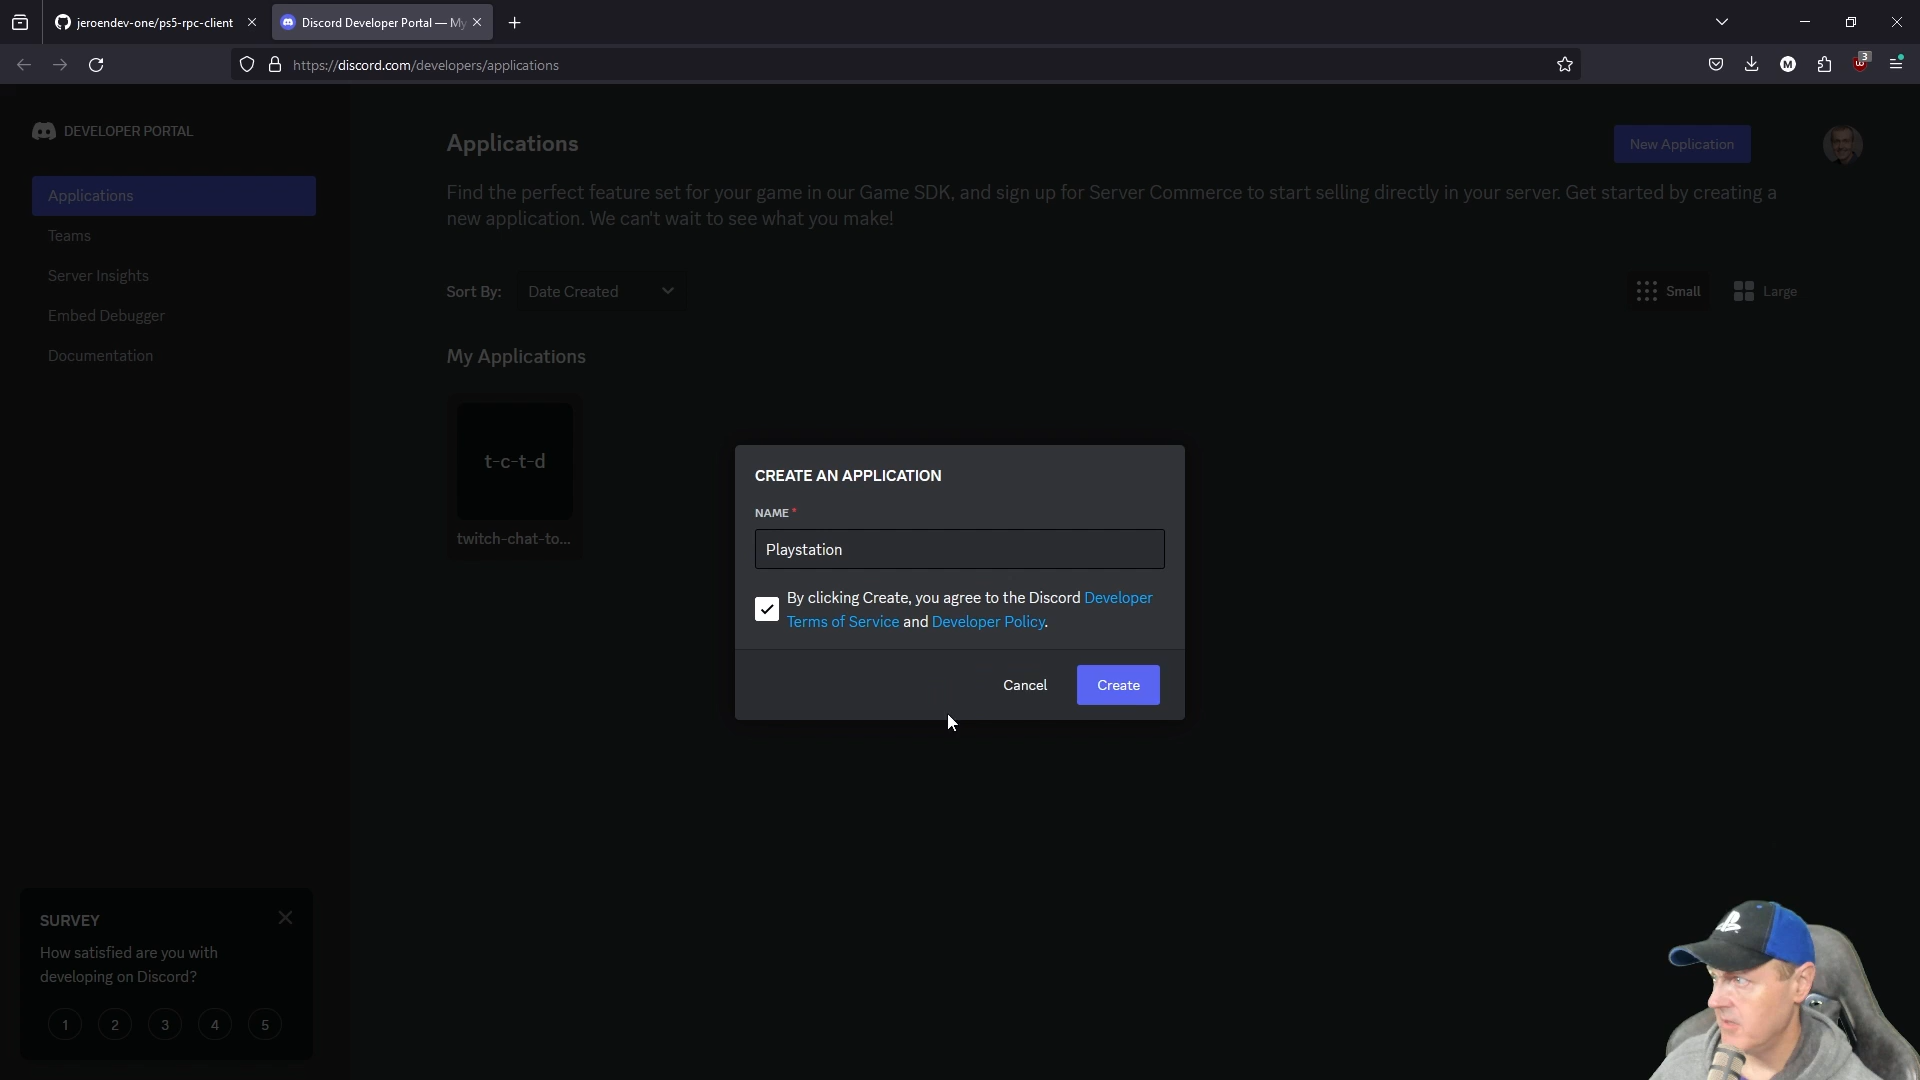 jeroendev-one/ps5-rpc-client
Discord Developer Portal — My
https://discord.com/developers/applications
M
3
DEVELOPER PORTAL
Applications
Teams
Server Insights
Embed Debugger
Documentation
Applications
New Application
Find the perfect feature set for your game in our Game SDK, and sign up for Server Commerce to start selling directly in your server. Get started by creating a
new application. We can't wait to see what you make!
Sort By:
Date Created
Small
Large
My Applications
t-c-t-d
twitch-chat-to...
CREATE AN APPLICATION
NAME *
Playstation
By clicking Create, you agree to the Discord Developer
Terms of Service and Developer Policy.
Cancel
Create
SURVEY
How satisfied are you with
developing on Discord?
1 2 3 4 5